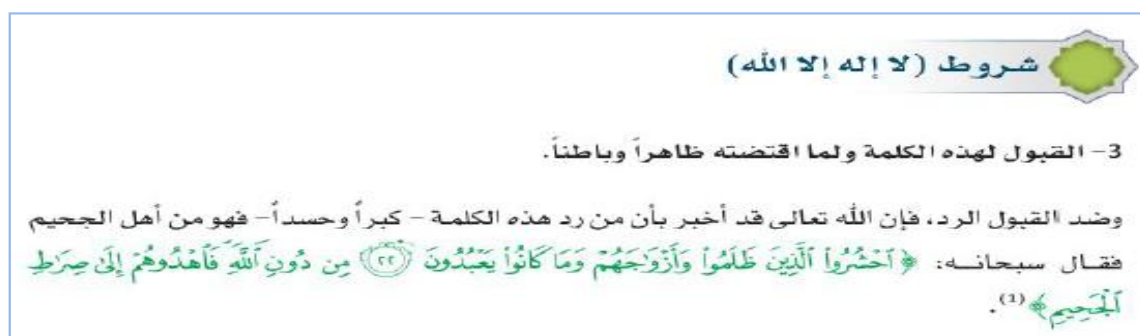 شروط (لا إله إلا الله)
3- القبول لهذه الكلمة ولما اقتضته ظاهراً وباطناً.
وضد القبول الرد، فإن الله تعالى قد أخبر بأن من رد هذه الكلمة - كبراً وحسداً - فهو من أهل الجحيم
فقال سبحانه: ﴿ ٱحْشُرُوا۟ ٱلَّذِينَ ظَلَمُوا۟ وَأَزْوَٰجَهُمْ وَمَا كَانُوا۟ يَعْبُدُونَ ﴿٢٢﴾ مِن دُونِ ٱللَّهِ فَٱهْدُوهُمْ إِلَىٰ صِرَٰطِ
ٱلْجَحِيمِ ﴾(1).